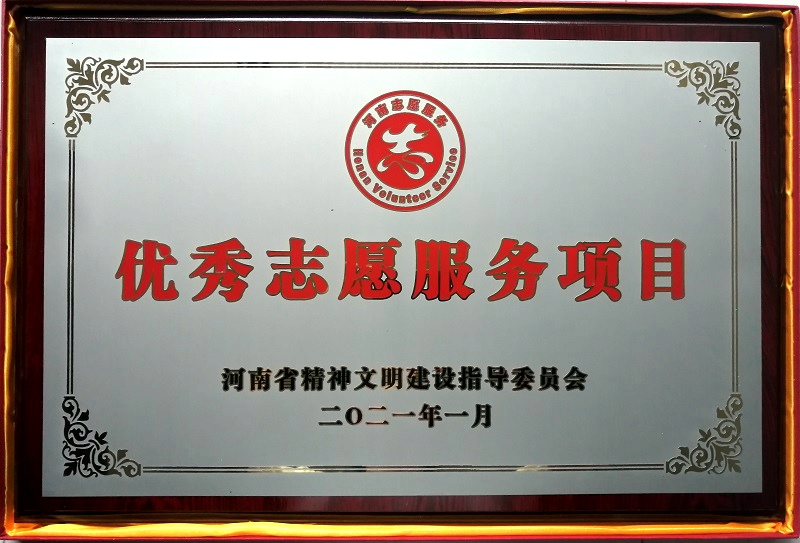 河南志愿服务
Henan Volunteer Service
优秀志愿服务项目
河南省精神文明建设指导委员会
二〇二一年一月